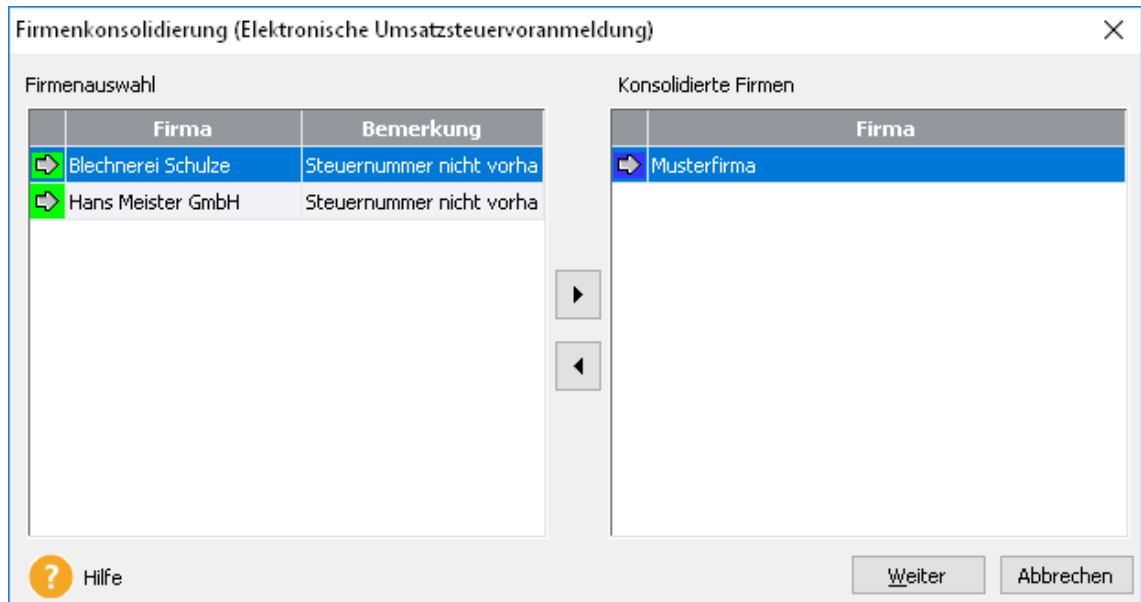 Firmenkonsolidierung (Elektronische Umsatzsteuervoranmeldung)
Firmenauswahl
Firma Bemerkung
Blechnerei Schulze Steuernummer nicht vorha
Hans Meister GmbH Steuernummer nicht vorha
Konsolidierte Firmen
Firma
Musterfirma
? Hilfe
Weiter Abbrechen